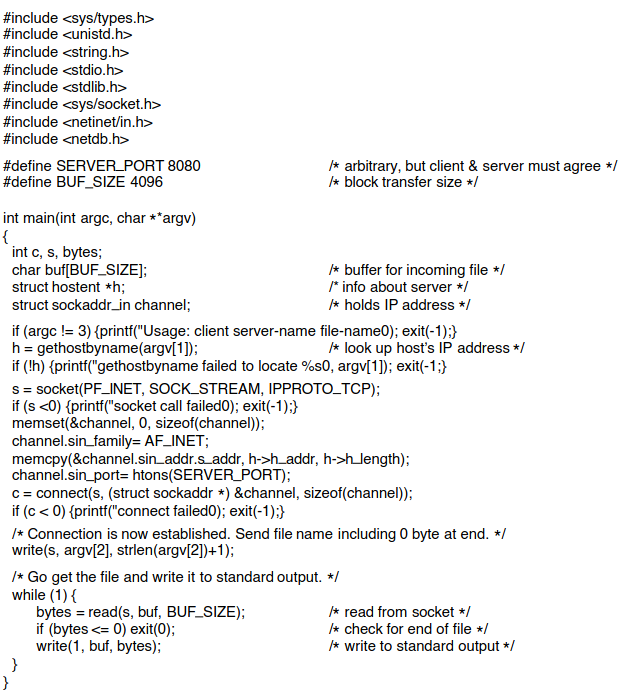 #include <sys/types.h>
#include <unistd.h>
#include <string.h>
#include <stdio.h>
#include <stdlib.h>
#include <sys/socket.h>
#include <netinet/in.h>
#include <netdb.h>
#define SERVER_PORT 8080 /* arbitrary, but client & server must agree */
#define BUF_SIZE 4096 /* block transfer size */
int main(int argc, char **argv)
{
int c, s, bytes;
char buf[BUF_SIZE]; /* buffer for incoming file */
struct hostent *h; /* info about server */
struct sockaddr_in channel; /* holds IP address */
if (argc != 3) {printf("Usage: client server-name file-name0); exit(-1);}
h = gethostbyname(argv[1]); /* look up host's IP address */
if (!h) {printf("gethostbyname failed to locate %s0, argv[1]); exit(-1;}
s = socket(PF_INET, SOCK_STREAM, IPPROTO_TCP);
if (s <0) {printf("socket call failed0); exit(-1);}
memset(&channel, 0, sizeof(channel));
channel.sin_family= AF_INET;
memcpy(&channel.sin_addr.s_addr, h->h_addr, h->h_length);
channel.sin_port= htons(SERVER_PORT);
c = connect(s, (struct sockaddr *) &channel, sizeof(channel));
if (c < 0) {printf("connect failed0); exit(-1);}
/* Connection is now established. Send file name including 0 byte at end. */
write(s, argv[2], strlen(argv[2])+1);
/* Go get the file and write it to standard output. */
while (1) {
bytes = read(s, buf, BUF_SIZE); /* read from socket */
if (bytes <= 0) exit(0); /* check for end of file */
write(1, buf, bytes); /* write to standard output */
}
}